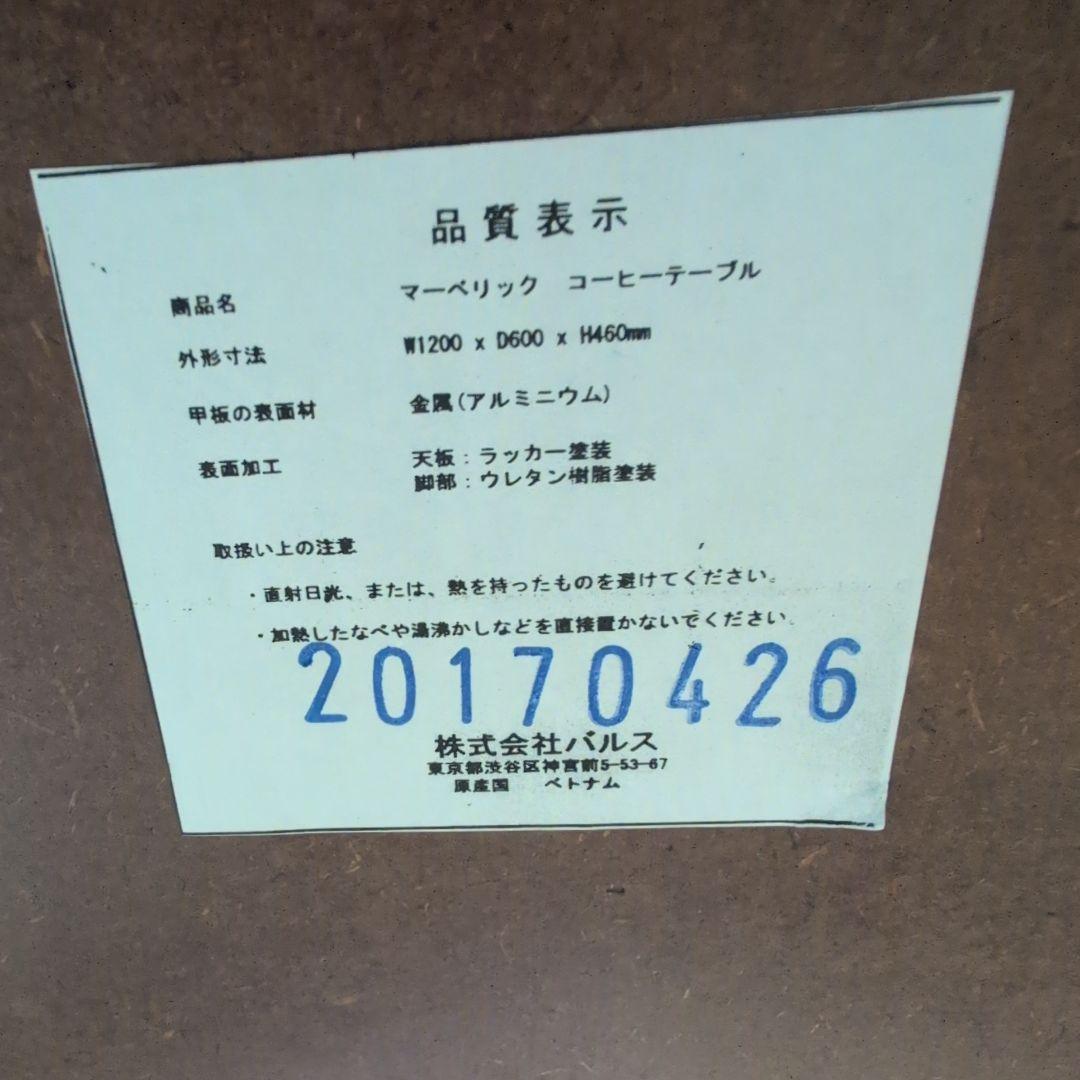 品質表示
商品名 マーベリック コーヒーテーブル
外形寸法 W1200 x D600 x H460mm
甲板の表面材 金属(アルミニウム)
表面加工 天板:ラッカー塗装
脚部:ウレタン樹脂塗装
取扱い上の注意
・直射日光、または、熱を持ったものを避けてください。
・加熱したなべや湯沸かしなどを直接置かないでください。
20170426
株式会社バルス
東京都渋谷区神宮前5-53-67
原産国 ベトナム